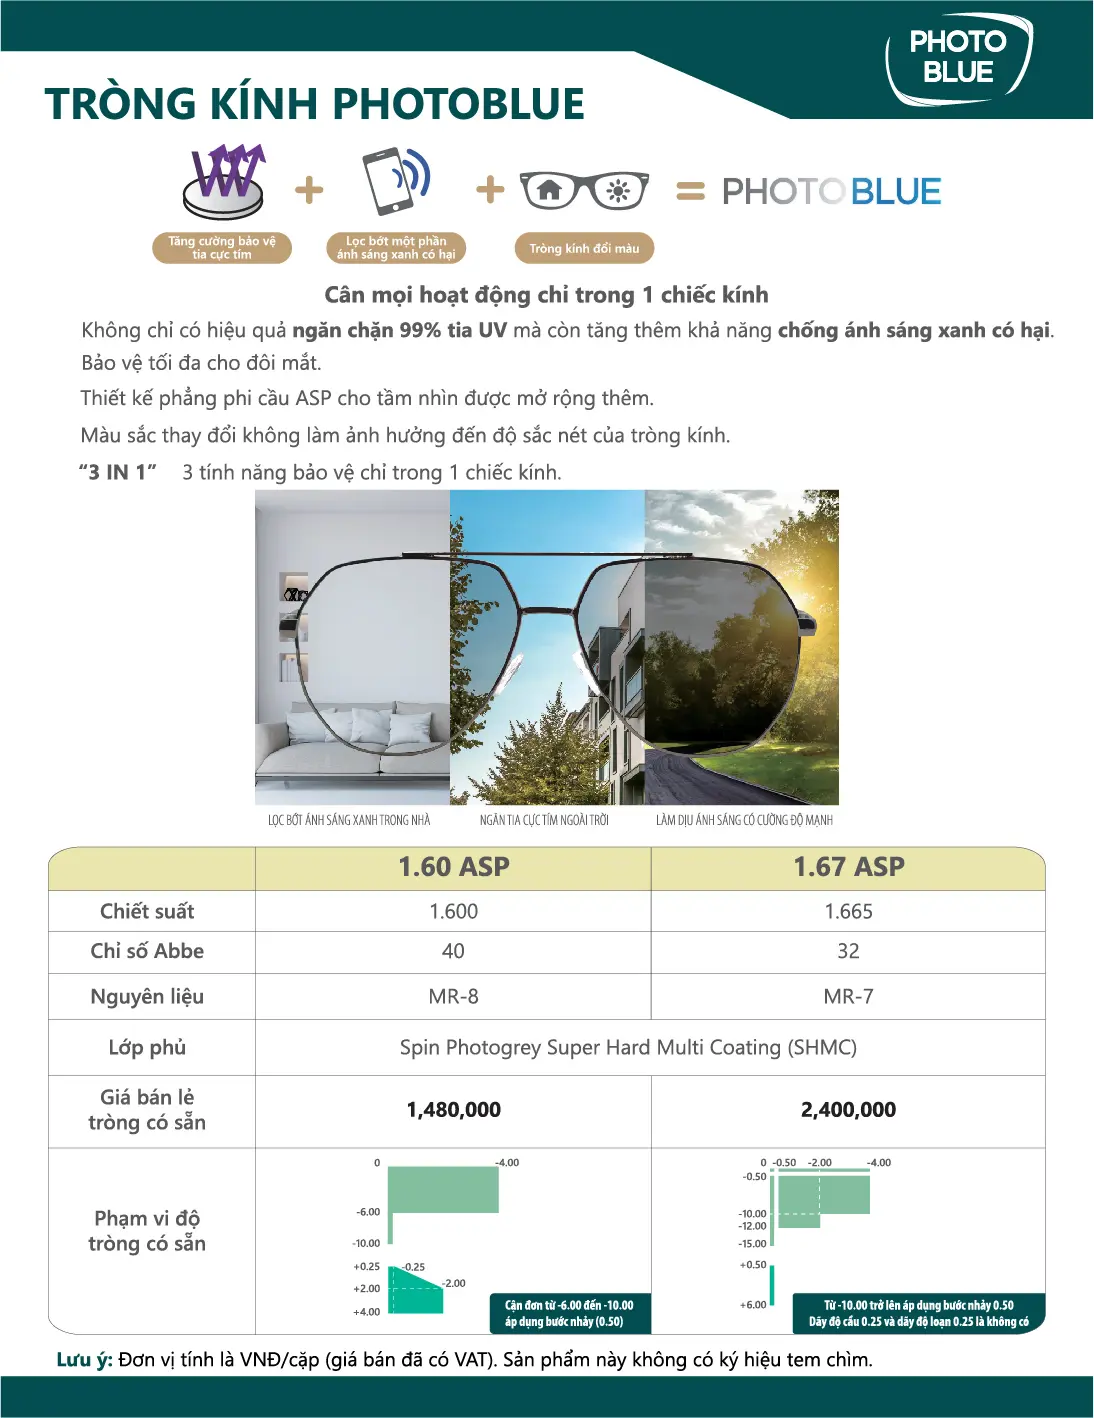 PHOTO
BLUE
TRÒNG KÍNH PHOTOBLUE
PHOTOBLUE
Tăng cường bảo vệ
tia cực tím
Lọc bớt một phần
ánh sáng xanh có hại
Tròng kính đổi màu
Cân mọi hoạt động chỉ trong 1 chiếc kính
Không chỉ có hiệu quả ngăn chặn 99% tia UV mà còn tăng thêm khả năng chống ánh sáng xanh có hại.
Bảo vệ tối đa cho đôi mắt.
Thiết kế phẳng phi cầu ASP cho tầm nhìn được mở rộng thêm.
Màu sắc thay đổi không làm ảnh hưởng đến độ sắc nét của tròng kính.
“3 IN 1” 3 tính năng bảo vệ chỉ trong 1 chiếc kính.
LỌC BỚT ÁNH SÁNG XANH TRONG NHÀ
NGĂN TIA CỰC TÍM NGOÀI TRỜI
LÀM DỊU ÁNH SÁNG CÓ CƯỜNG ĐỘ MẠNH
1.60 ASP 1.67 ASP
Chiết suất 1.600 1.665
Chỉ số Abbe 40 32
Nguyên liệu MR-8 MR-7
Lớp phủ Spin Photogrey Super Hard Multi Coating (SHMC)
Giá bán lẻ
tròng có sẵn
1,480,000 2,400,000
Phạm vi độ
tròng có sẵn
0 -4.00
-6.00
-10.00
+0.25 -0.25
+2.00 -2.00
+4.00
Cận đơn từ -6.00 đến -10.00
áp dụng bước nhảy (0.50)
0 -0.50 -2.00 -4.00
-0.50
-10.00
-12.00
-15.00
+0.50
+6.00
Từ -10.00 trở lên áp dụng bước nhảy 0.50
Dãy độ cầu 0.25 và dãy độ loạn 0.25 là không có
Lưu ý: Đơn vị tính là VNĐ/cặp (giá bán đã có VAT). Sản phẩm này không có ký hiệu tem chìm.